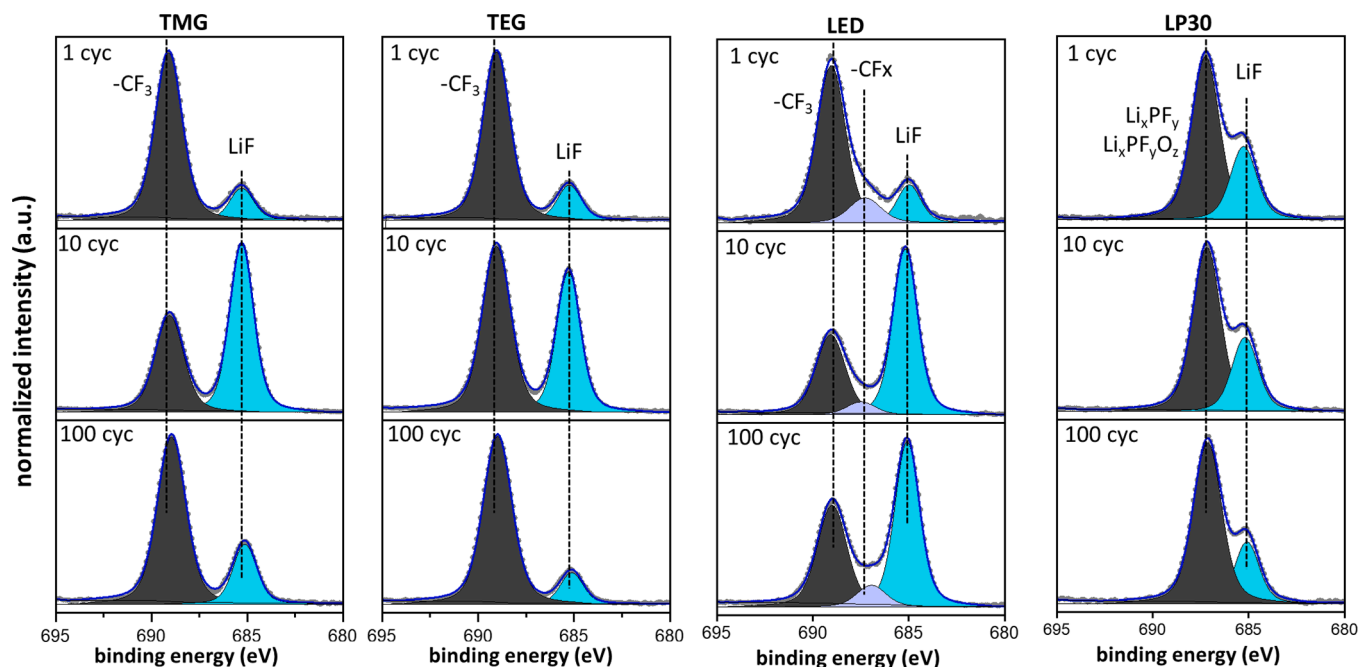 TMG
TEG
LED
LP30
normalized intensity (a.u.)
1 cyc
-CF₃
LiF
10 cyc
100 cyc
695 690 685 680
binding energy (eV)
1 cyc
-CF₃
LiF
10 cyc
100 cyc
695 690 685 680
binding energy (eV)
1 cyc
-CFx
-CF₃
LiF
10 cyc
100 cyc
695 690 685 680
binding energy (eV)
1 cyc
LiF
LiₓPFᵧ
LiₓPFᵧO_z
10 cyc
100 cyc
695 690 685 680
binding energy (eV)